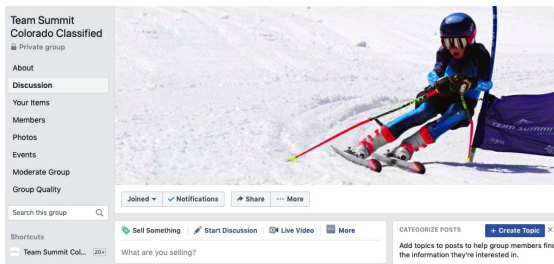 Team Summit
Colorado Classified
Private group
About
Discussion
Your Items
Members
Photos
Events
Moderate Group
Group Quality
Search this group
Shortcuts
Team Summit Col... 20+
TEAM SUMMIT
Joined
Notifications
Share
More
Sell Something
Start Discussion
Live Video
More
What are you selling?
CATEGORIZE POSTS
+ Create Topic
Add topics to posts to help group members find
the information they're interested in.